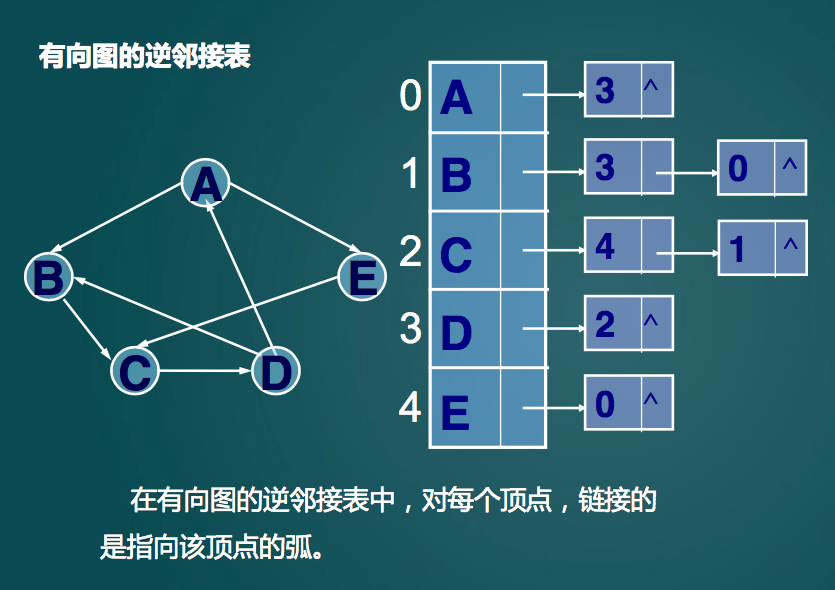 有向图的逆邻接表
A
B
E
C
D
0 A 3 ^
1 B 3 0 ^
2 C 4 1 ^
3 D 2 ^
4 E 0 ^
在有向图的逆邻接表中，对每个顶点，链接的
是指向该顶点的弧。